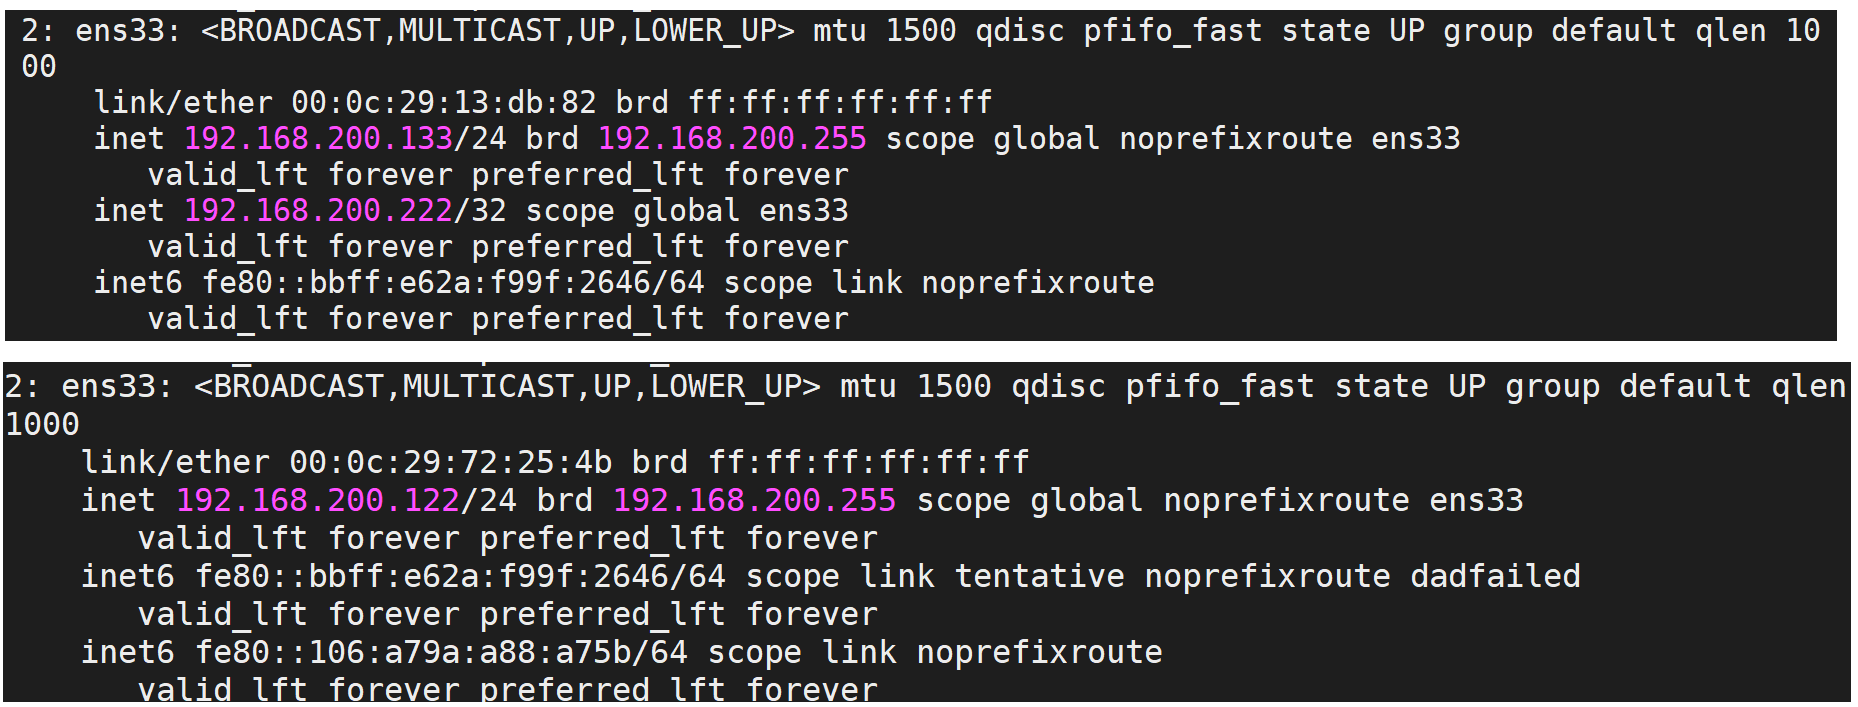 2: ens33: <BROADCAST,MULTICAST,UP,LOWER_UP> mtu 1500 qdisc pfifo_fast state UP group default qlen 10
00
link/ether 00:0c:29:13:db:82 brd ff:ff:ff:ff:ff:ff
inet 192.168.200.133/24 brd 192.168.200.255 scope global noprefixroute ens33
valid_lft forever preferred_lft forever
inet 192.168.200.222/32 scope global ens33
valid_lft forever preferred_lft forever
inet6 fe80::bbff:e62a:f99f:2646/64 scope link noprefixroute
valid_lft forever preferred_lft forever
2: ens33: <BROADCAST,MULTICAST,UP,LOWER_UP> mtu 1500 qdisc pfifo_fast state UP group default qlen
1000
link/ether 00:0c:29:72:25:4b brd ff:ff:ff:ff:ff:ff
inet 192.168.200.122/24 brd 192.168.200.255 scope global noprefixroute ens33
valid_lft forever preferred_lft forever
inet6 fe80::bbff:e62a:f99f:2646/64 scope link tentative noprefixroute dadfailed
valid_lft forever preferred_lft forever
inet6 fe80::106:a79a:a88:a75b/64 scope link noprefixroute
valid_lft forever preferred_lft forever